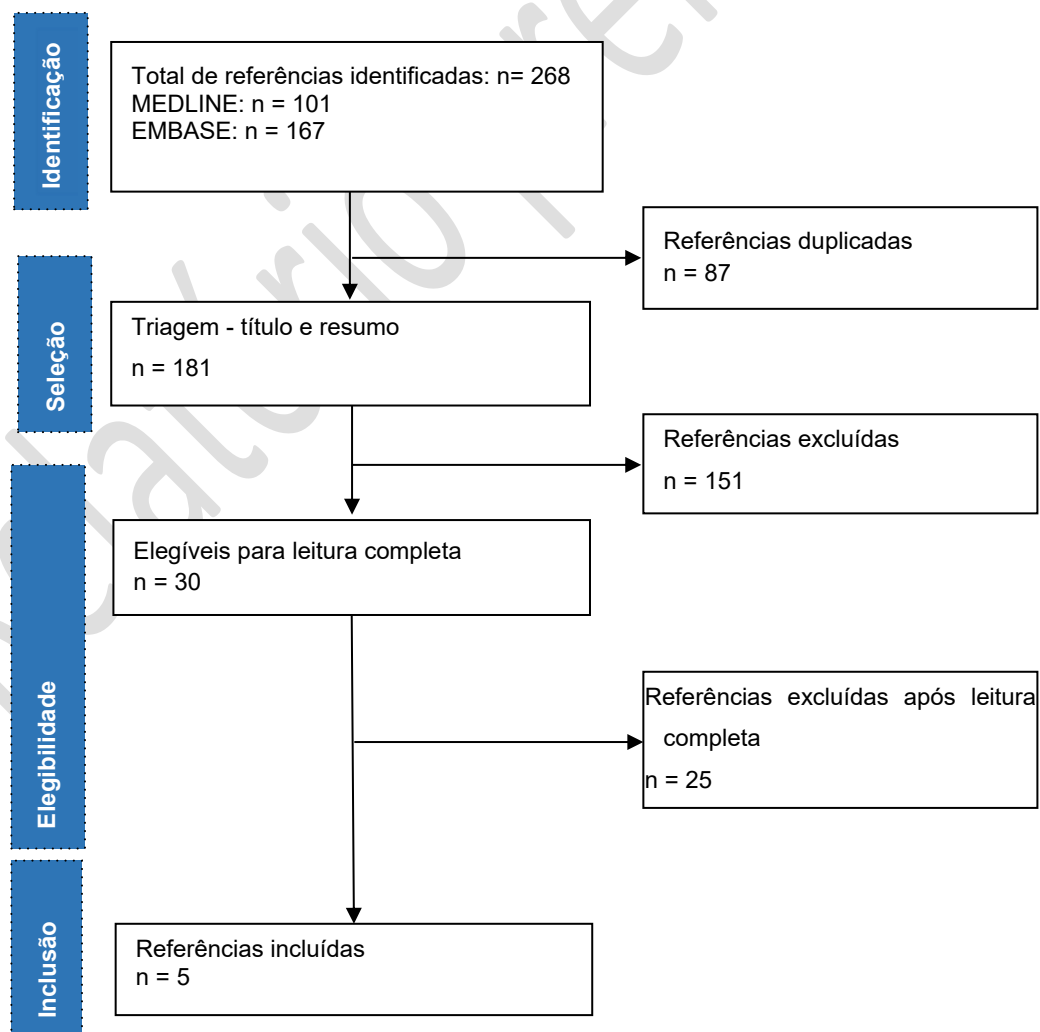 Identificação
Total de referências identificadas: n= 268
MEDLINE: n = 101
EMBASE: n = 167
Referências duplicadas
n = 87
Seleção
Triagem - título e resumo
n = 181
Referências excluídas
n = 151
Elegibilidade
Elegíveis para leitura completa
n = 30
Referências excluídas após leitura
completa
n = 25
Inclusão
Referências incluídas
n = 5